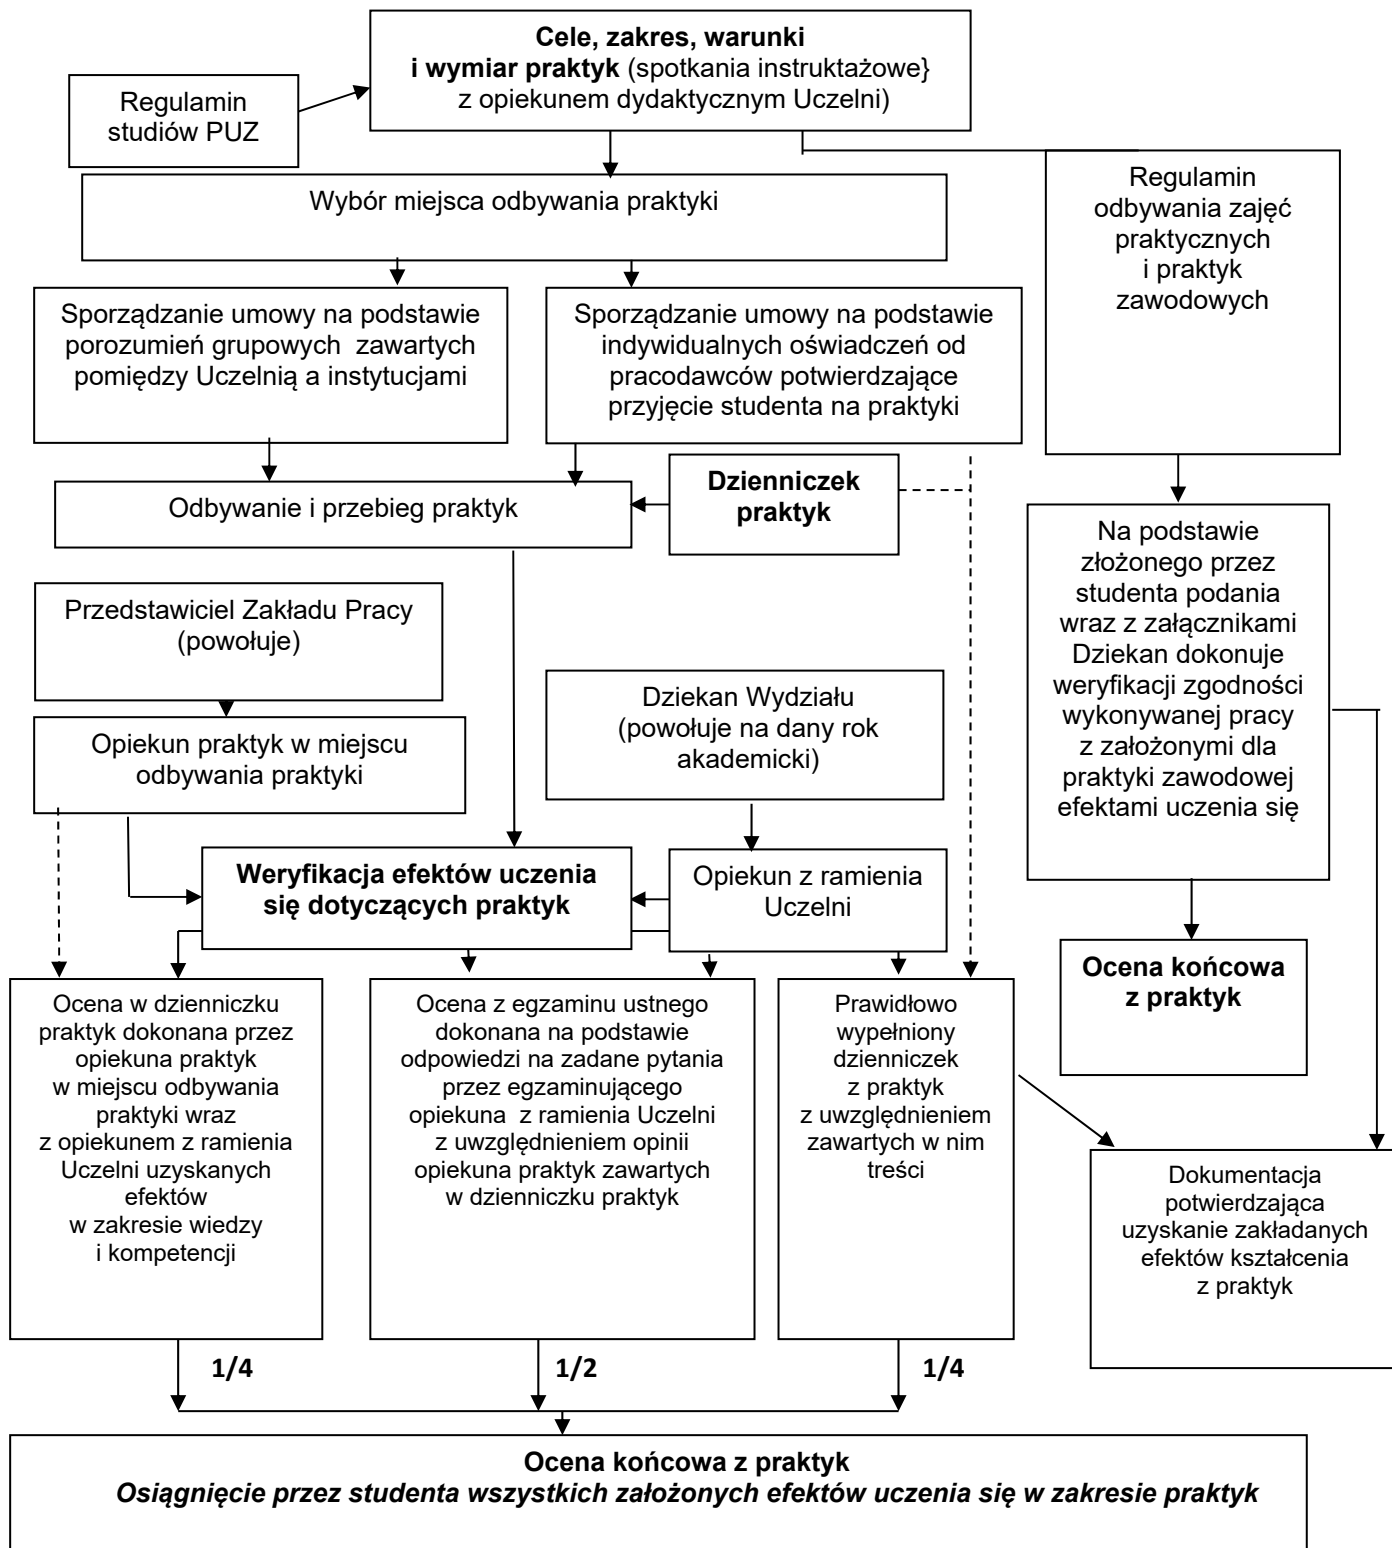 Cele, zakres, warunki
i wymiar praktyk (spotkania instruktażowe}
z opiekunem dydaktycznym Uczelni)
Regulamin
studiów PUZ
Wybór miejsca odbywania praktyki
Regulamin
odbywania zajęć
praktycznych
i praktyk
zawodowych
Sporządzanie umowy na podstawie
porozumień grupowych zawartych
pomiędzy Uczelnią a instytucjami
Sporządzanie umowy na podstawie
indywidualnych oświadczeń od
pracodawców potwierdzające
przyjęcie studenta na praktyki
Dzienniczek
praktyk
Odbywanie i przebieg praktyk
Na podstawie
złożonego przez
studenta podania
wraz z załącznikami
Dziekan dokonuje
weryfikacji zgodności
wykonywanej pracy
z założonymi dla
praktyki zawodowej
efektami uczenia się
Przedstawiciel Zakładu Pracy
(powołuje)
Dziekan Wydziału
(powołuje na dany rok
akademicki)
Opiekun praktyk w miejscu
odbywania praktyki
Weryfikacja efektów uczenia
się dotyczących praktyk
Opiekun z ramienia
Uczelni
Ocena końcowa
z praktyk
Ocena w dzienniczku
praktyk dokonana przez
opiekuna praktyk
w miejscu odbywania
praktyki wraz
z opiekunem z ramienia
Uczelni uzyskanych
efektów
w zakresie wiedzy
i kompetencji
Ocena z egzaminu ustnego
dokonana na podstawie
odpowiedzi na zadane pytania
przez egzaminującego
opiekuna z ramienia Uczelni
z uwzględnieniem opinii
opiekuna praktyk zawartych
w dzienniczku praktyk
Prawidłowo
wypełniony
dzienniczek
z praktyk
z uwzględnieniem
zawartych w nim
treści
Dokumentacja
potwierdzająca
uzyskanie zakładanych
efektów kształcenia
z praktyk
1/4
1/2
1/4
Ocena końcowa z praktyk
Osiągnięcie przez studenta wszystkich założonych efektów uczenia się w zakresie praktyk